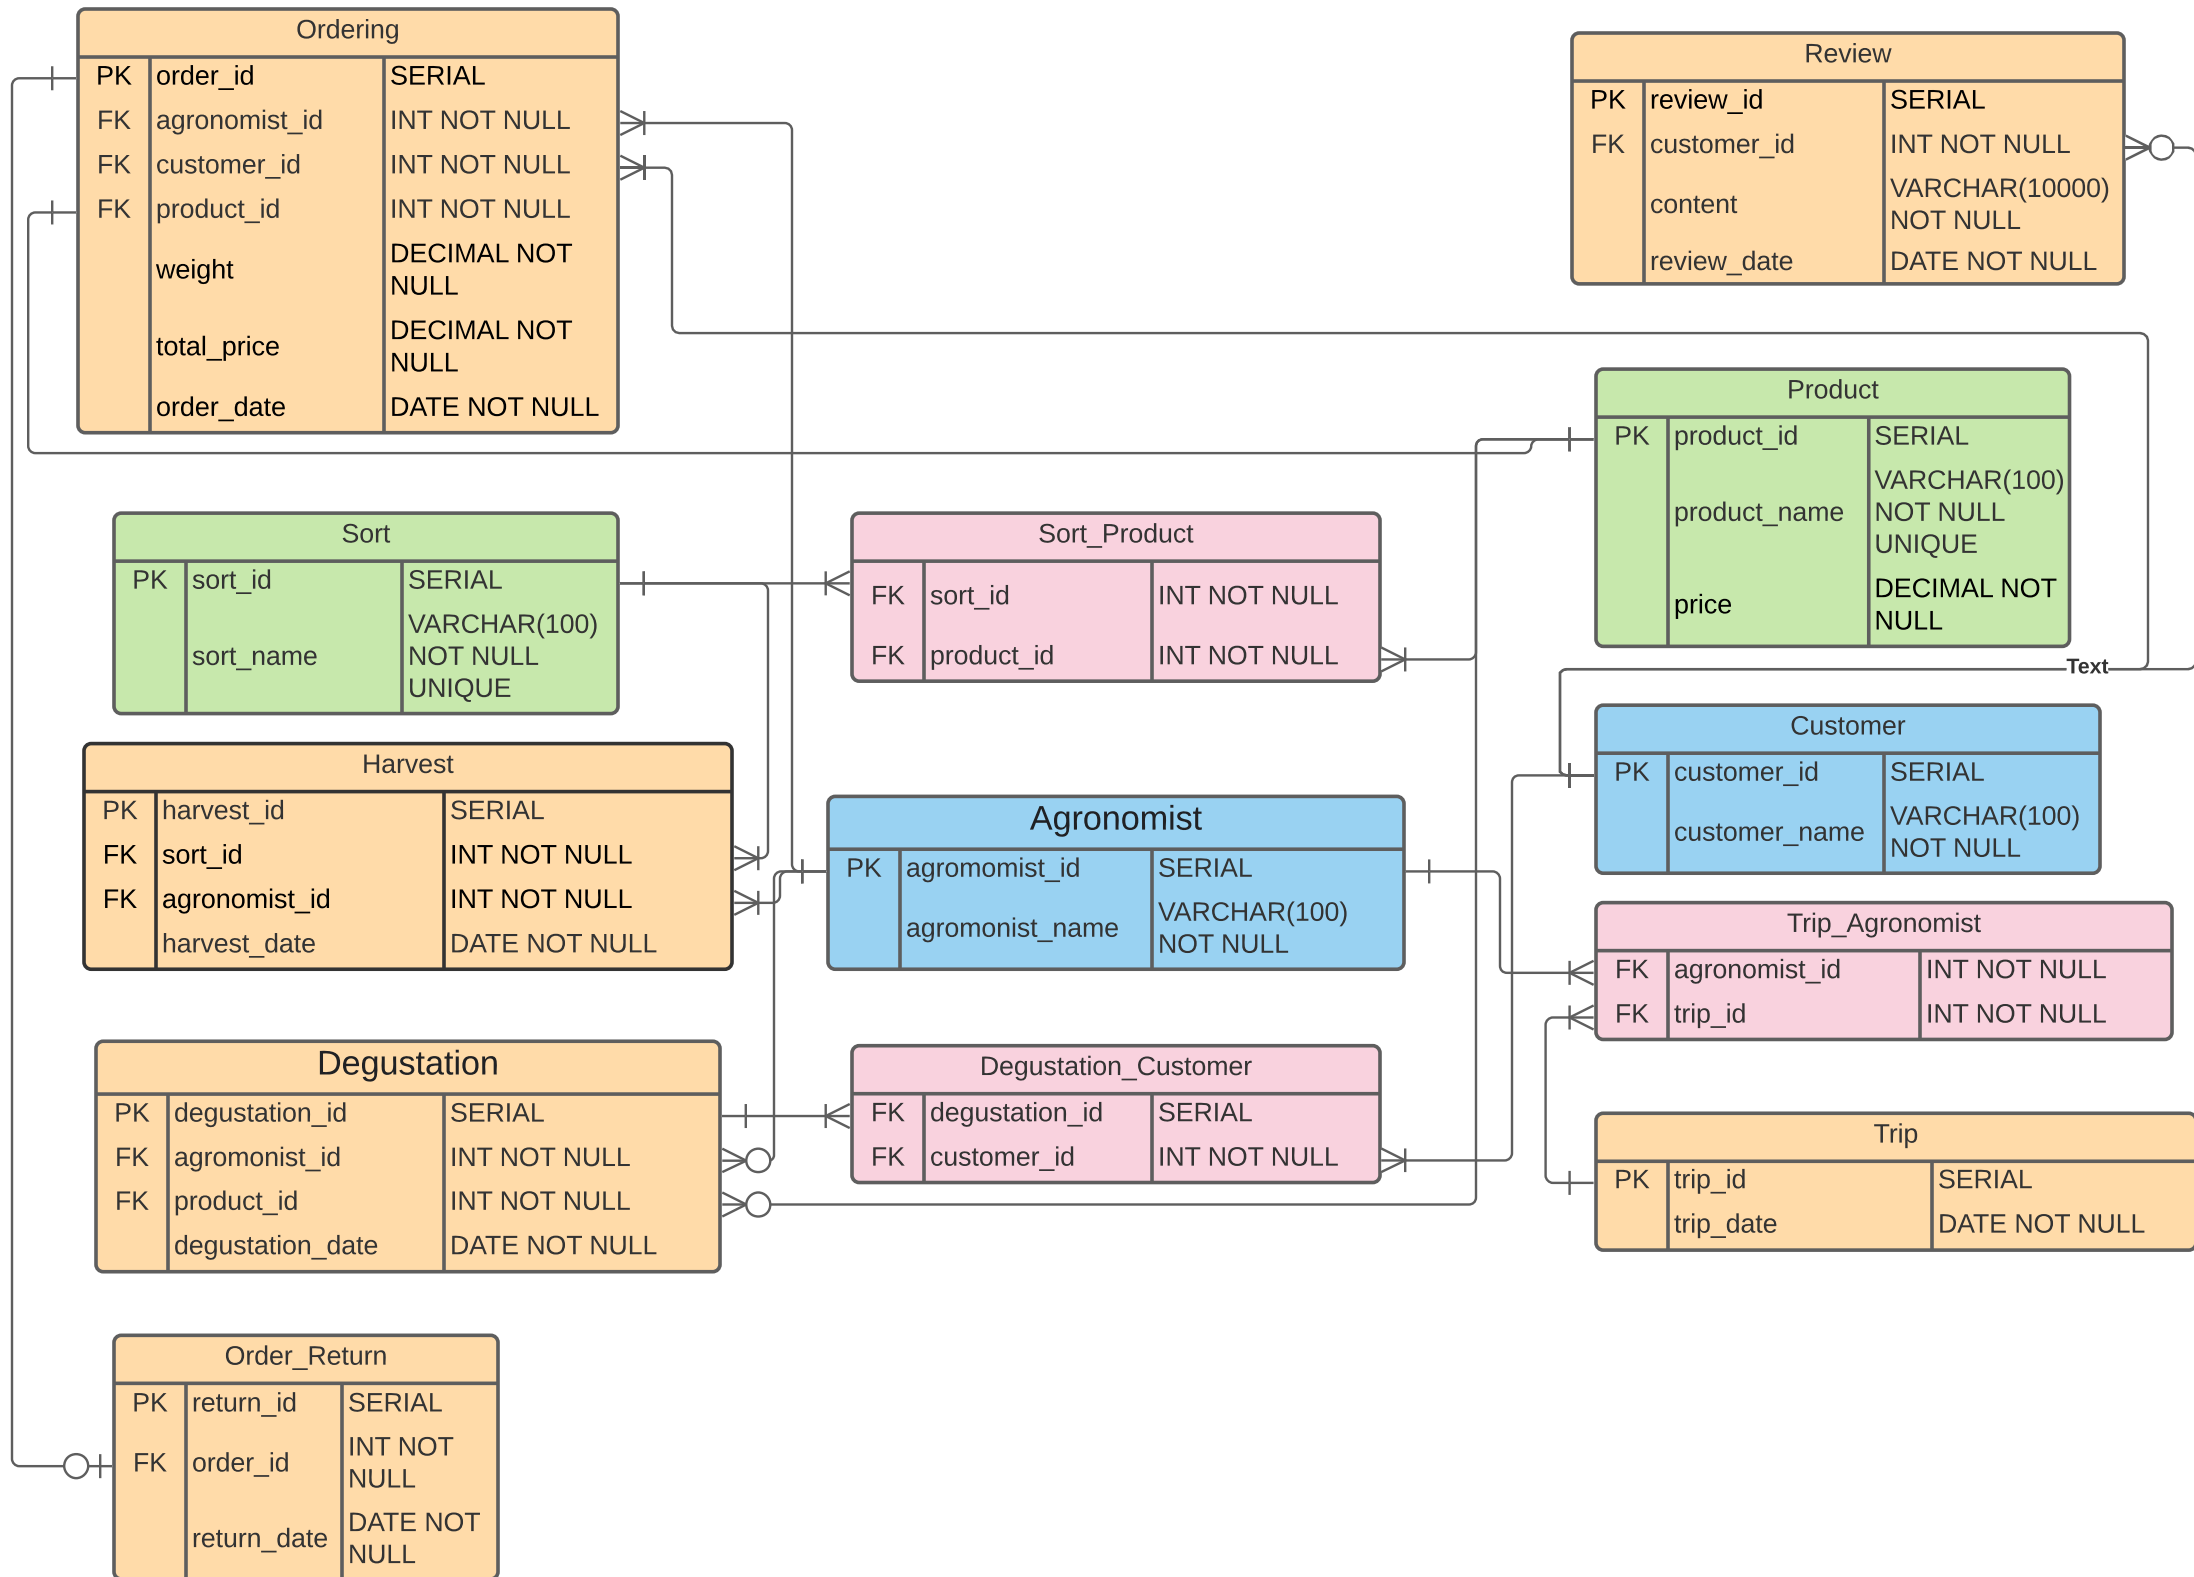 Ordering
PK order_id SERIAL
FK agronomist_id INT NOT NULL
FK customer_id INT NOT NULL
FK product_id INT NOT NULL
weight DECIMAL NOT
NULL
total_price DECIMAL NOT
NULL
order_date DATE NOT NULL
Review
PK review_id SERIAL
FK customer_id INT NOT NULL
content VARCHAR(10000)
NOT NULL
review_date DATE NOT NULL
Product
PK product_id SERIAL
product_name VARCHAR(100)
NOT NULL
UNIQUE
price DECIMAL NOT
NULL
Sort
PK sort_id SERIAL
sort_name VARCHAR(100)
NOT NULL
UNIQUE
Sort_Product
FK sort_id INT NOT NULL
FK product_id INT NOT NULL
Text
Customer
PK customer_id SERIAL
customer_name VARCHAR(100)
NOT NULL
Harvest
PK harvest_id SERIAL
FK sort_id INT NOT NULL
FK agronomist_id INT NOT NULL
harvest_date DATE NOT NULL
Agronomist
PK agromomist_id SERIAL
agromonist_name VARCHAR(100)
NOT NULL
Trip_Agronomist
FK agronomist_id INT NOT NULL
FK trip_id INT NOT NULL
Degustation
PK degustation_id SERIAL
FK agromonist_id INT NOT NULL
FK product_id INT NOT NULL
degustation_date DATE NOT NULL
Degustation_Customer
FK degustation_id SERIAL
FK customer_id INT NOT NULL
Trip
PK trip_id SERIAL
trip_date DATE NOT NULL
Order_Return
PK return_id SERIAL
FK order_id INT NOT
NULL
return_date DATE NOT
NULL